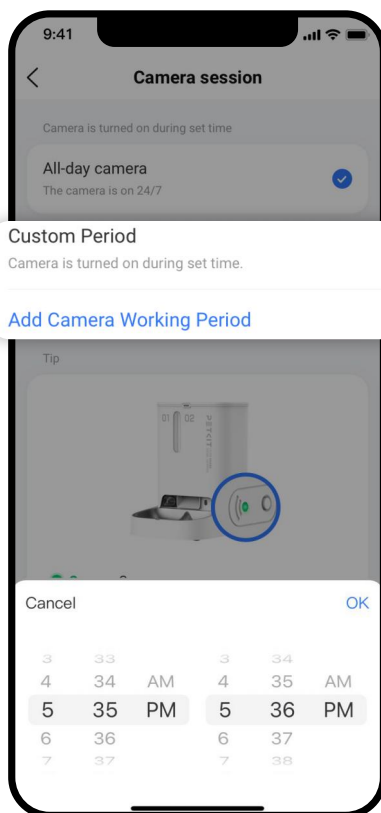 9:41
Camera session
Camera is turned on during set time
All-day camera
The camera is on 24/7
Custom Period
Camera is turned on during set time.
Add Camera Working Period
Tip
01 02
PETKIT
Cancel OK
3 33 3 34
4 34 AM 4 35 AM
5 35 PM 5 36 PM
6 36 6 37
7 37 7 38